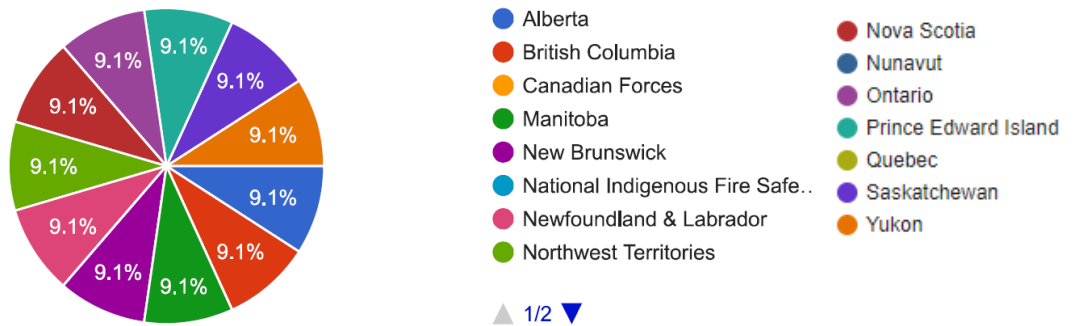 9.1%
9.1%
9.1%
9.1%
9.1%
9.1%
9.1%
9.1%
9.1%
9.1%
9.1%
Alberta
British Columbia
Canadian Forces
Manitoba
New Brunswick
National Indigenous Fire Safe..
Newfoundland & Labrador
Northwest Territories
1/2
Nova Scotia
Nunavut
Ontario
Prince Edward Island
Quebec
Saskatchewan
Yukon